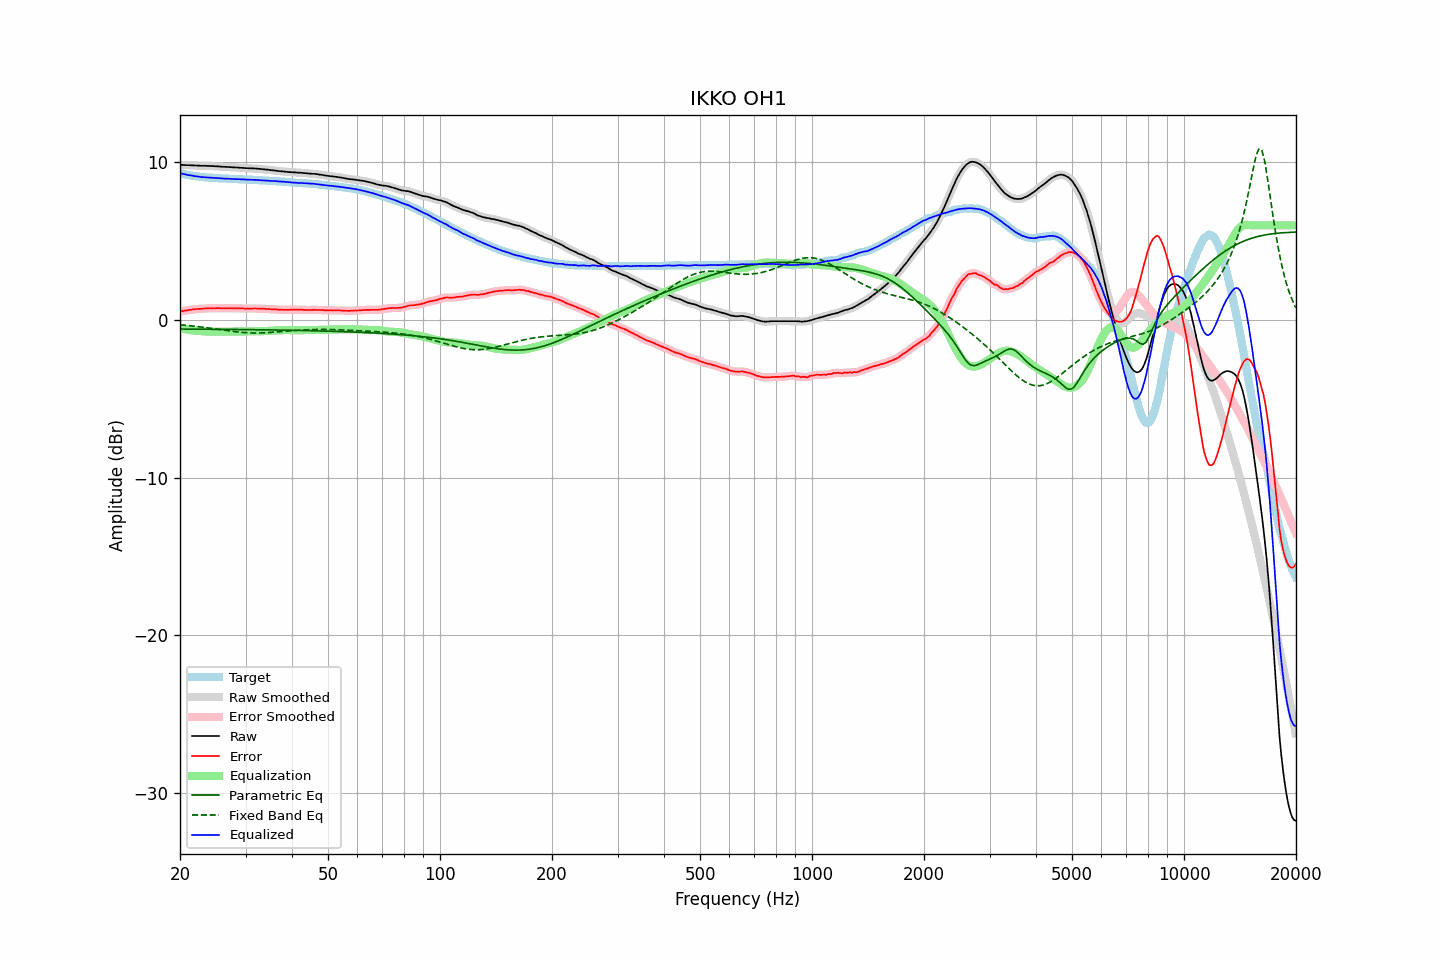 IKKO OH1
10
0
−10
−20
−30
Amplitude (dBr)
Target
Raw Smoothed
Error Smoothed
Raw
Error
Equalization
Parametric Eq
Fixed Band Eq
Equalized
20 50 100 200 500 1000 2000 5000 10000 20000
Frequency (Hz)